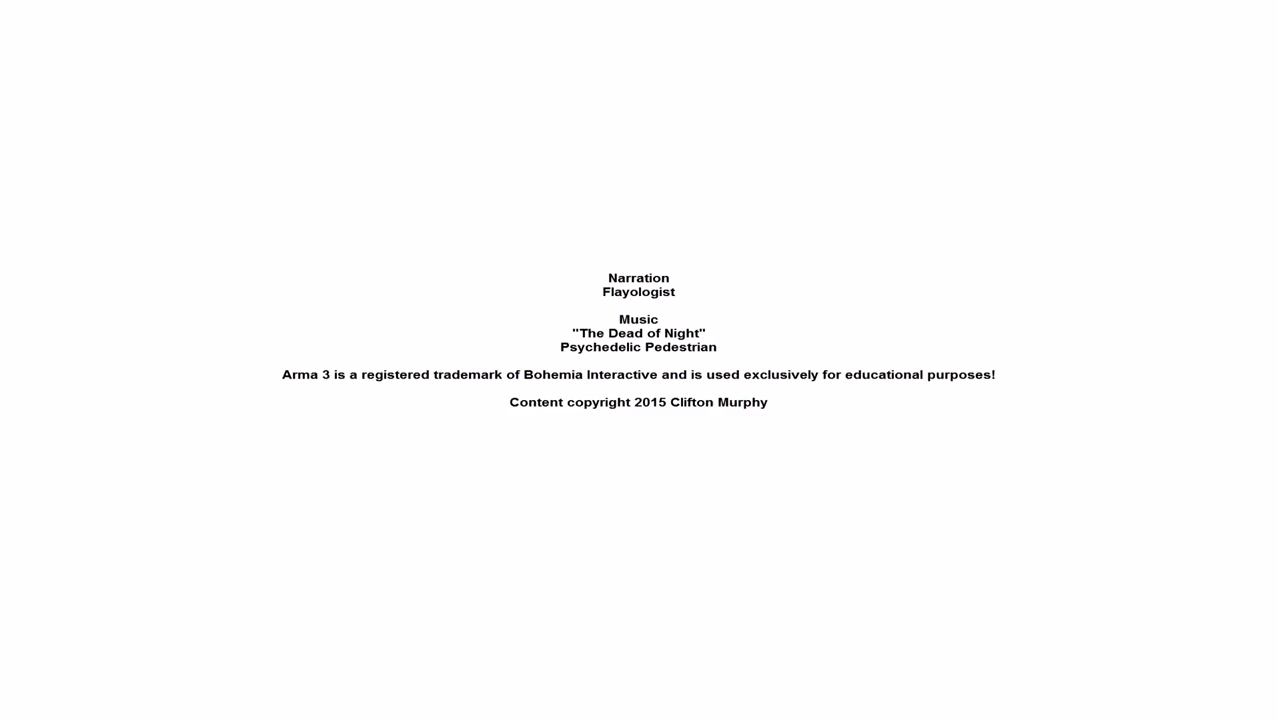 Narration
Flayologist
Music
"The Dead of Night"
Psychedelic Pedestrian
Arma 3 is a registered trademark of Bohemia Interactive and is used exclusively for educational purposes!
Content copyright 2015 Clifton Murphy